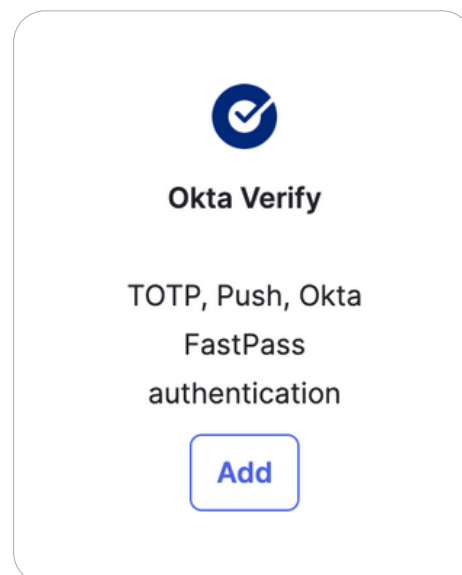 Okta Verify
TOTP, Push, Okta
FastPass
authentication
Add